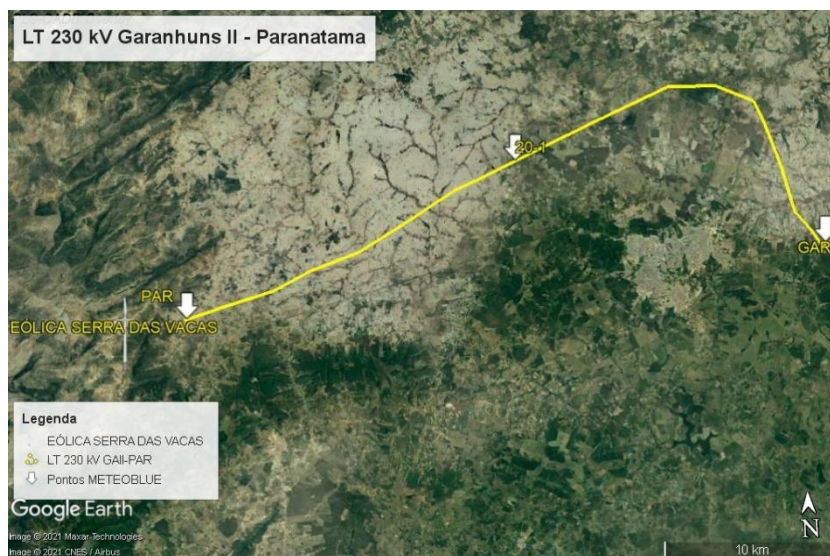 LT 230 kV Garanhuns II - Paranatama
20-1
GAR
PAR
EÓLICA SERRA DAS VACAS
Legenda
EÓLICA SERRA DAS VACAS
LT 230 kV GAII-PAR
Pontos METEOBLUE
Google Earth
Image © 2021 Maxar Technologies
Image © 2021 CNES / Airbus
N
10 km